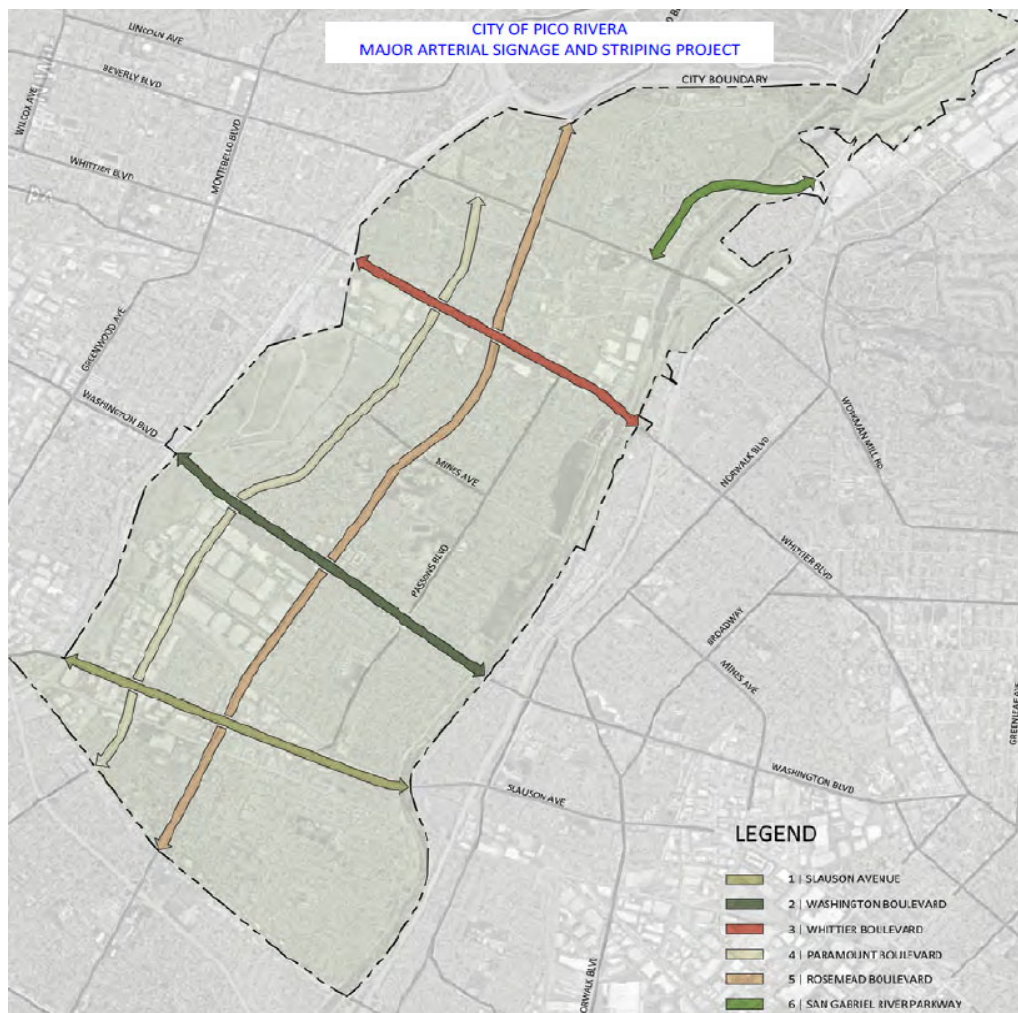 CITY OF PICO RIVERA
MAJOR ARTERIAL SIGNAGE AND STRIPING PROJECT
LINCOLN AVE
BEVERLY BLVD
CITY BOUNDARY
WILCOX AVE
MONTEBELLO BLVD
WHITTIER BLVD
GREENWOOD AVE
WASHINGTON BLVD
MINES AVE
PASSONS BLVD
NORWALK BLVD
WORKMAN MILL RD
WHITTIER BLVD
BROADWAY
MINES AVE
WASHINGTON BLVD
SLAUSON AVE
LEGEND
1 | SLAUSON AVENUE
2 | WASHINGTON BOULEVARD
3 | WHITTIER BOULEVARD
4 | PARAMOUNT BOULEVARD
5 | ROSEMEAD BOULEVARD
6 | SAN GABRIEL RIVER PARKWAY